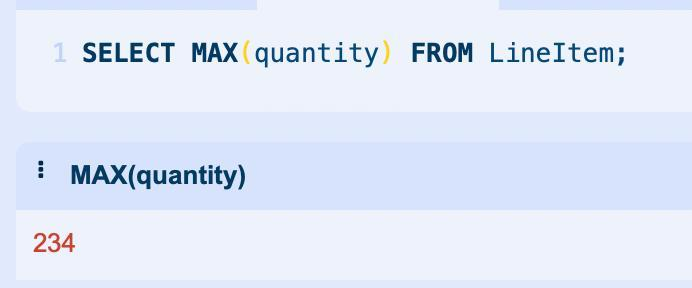 1 SELECT MAX(quantity) FROM LineItem;
MAX(quantity)
234